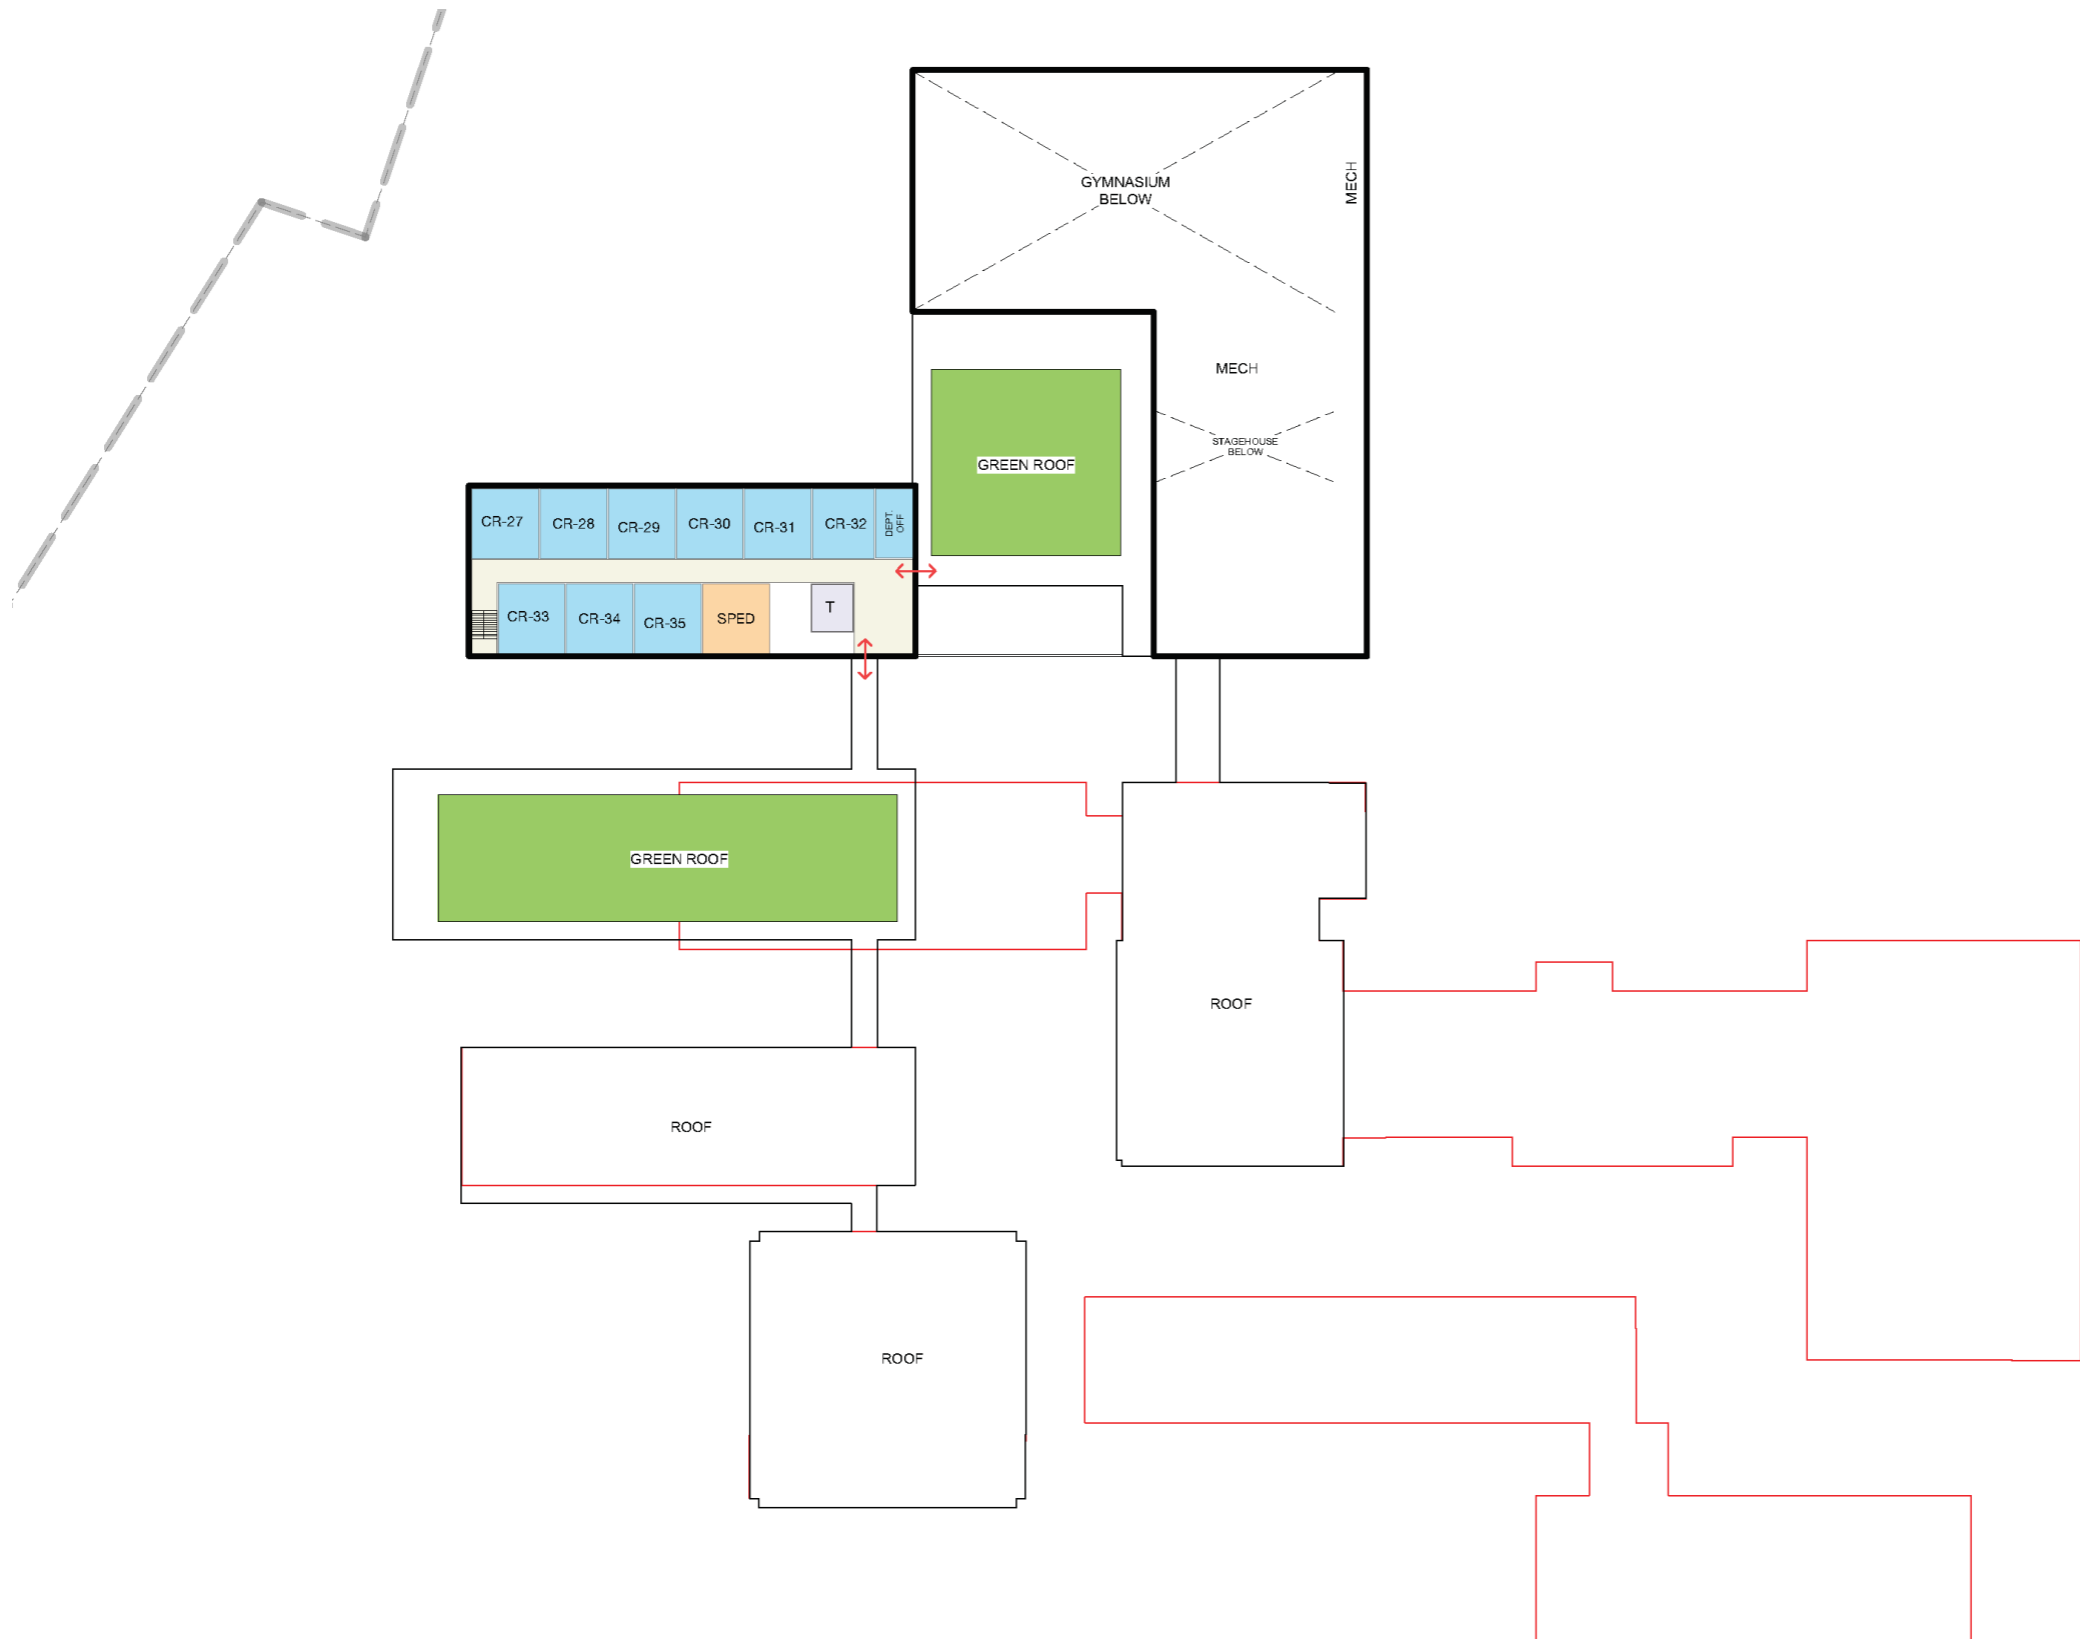 GYMNASIUM
BELOW
MECH
MECH
STAGEHOUSE
BELOW
GREEN ROOF
CR-27
CR-28
CR-29
CR-30
CR-31
CR-32
DEPT.
OFF
CR-33
CR-34
CR-35
SPED
T
GREEN ROOF
ROOF
ROOF
ROOF